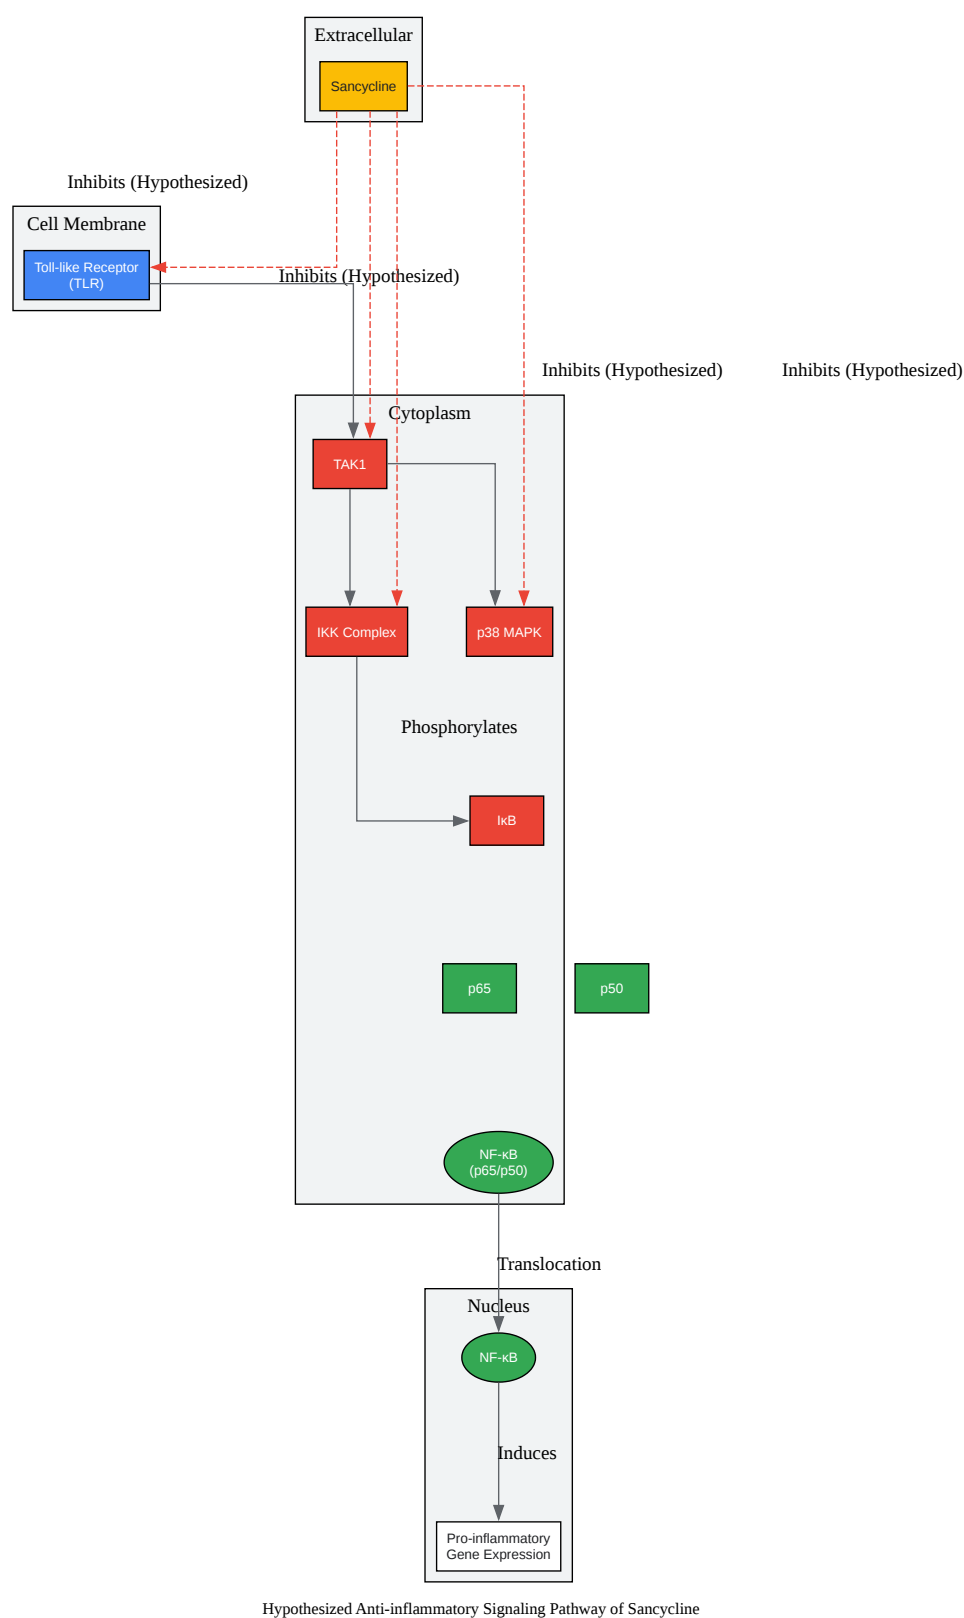 Extracellular
Sancycline
Inhibits (Hypothesized)
Cell Membrane
Toll-like Receptor
(TLR)
Inhibits (Hypothesized)
Inhibits (Hypothesized)
Inhibits (Hypothesized)
Cytoplasm
TAK1
IKK Complex
p38 MAPK
Phosphorylates
IκB
p65
p50
NF-κB
(p65/p50)
Translocation
Nucleus
NF-κB
Induces
Pro-inflammatory
Gene Expression
Hypothesized Anti-inflammatory Signaling Pathway of Sancycline